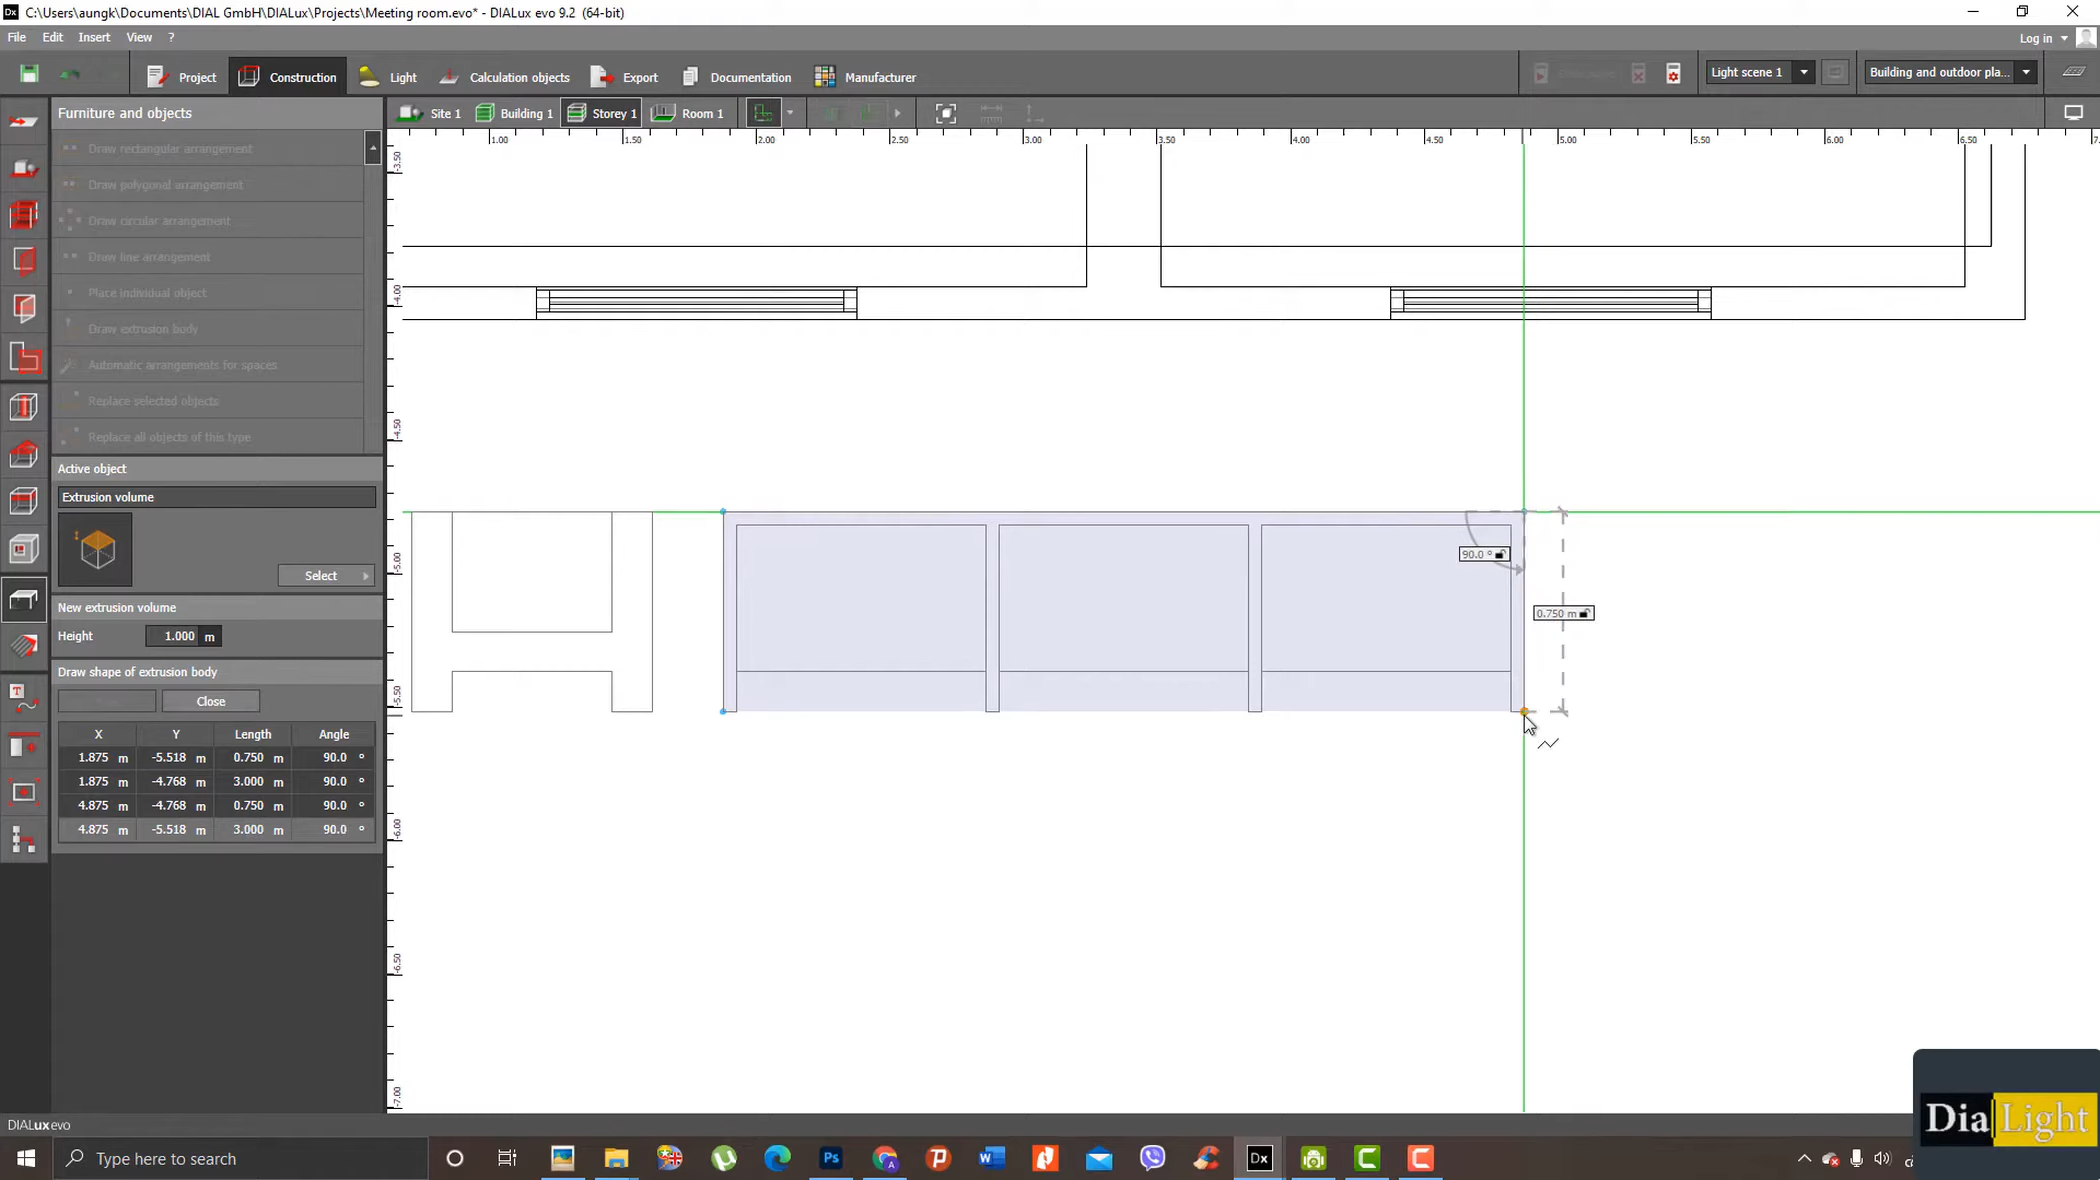 C:\Users\aungk\Documents\DIAL GmbH\DIALux\Projects\Meeting room.evo* - DIALux evo 9.2 (64-bit)
File Edit Insert View ?
Log in
Project Construction Light Calculation objects Export Documentation Manufacturer
Light scene 1
Building and outdoor pla...
Furniture and objects
Site 1 Building 1 Storey 1 Room 1
1.00 1.50 2.00 2.50 3.00 3.50 4.00 4.50 5.00 5.50 6.00 6.50 7.
Draw rectangular arrangement
Draw polygonal arrangement
Draw circular arrangement
Draw line arrangement
Place individual object
Draw extrusion body
Automatic arrangements for spaces
Replace selected objects
Replace all objects of this type
Active object
Extrusion volume
Select
New extrusion volume
Height 1.000 m
Draw shape of extrusion body
Close
X Y Length Angle
1.875 m -5.518 m 0.750 m 90.0 °
1.875 m -4.768 m 3.000 m 90.0 °
4.875 m -4.768 m 0.750 m 90.0 °
4.875 m -5.518 m 3.000 m 90.0 °
-3.50
-4.00
-4.50
-5.00
-5.50
-6.00
-6.50
-7.00
90.0 °
0.750 m
DIALux evo
Dia Light
Type here to search